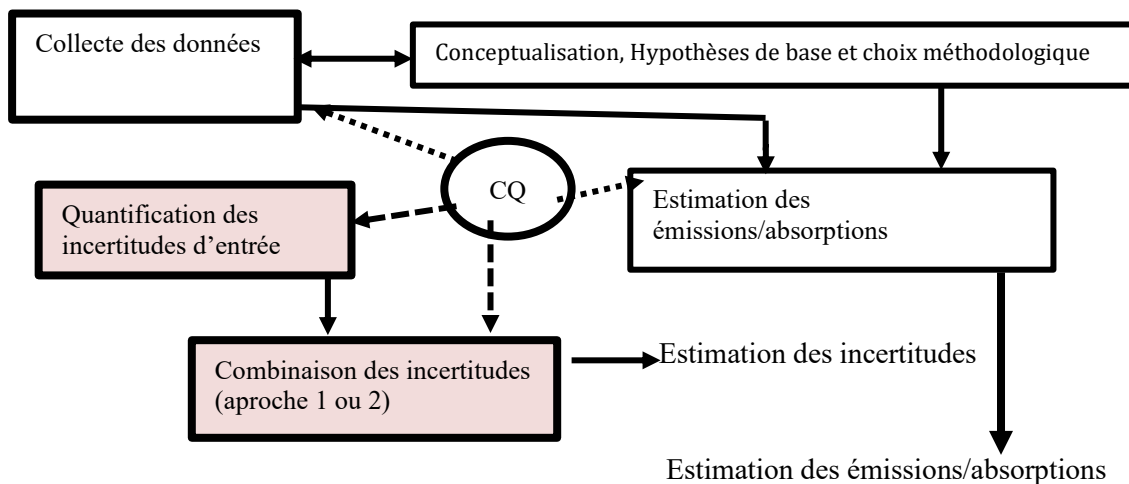 Collecte des données
Conceptualisation, Hypothèses de base et choix méthodologique
CQ
Estimation des
émissions/absorptions
Quantification des
incertitudes d’entrée
Combinaison des incertitudes
(aproche 1 ou 2)
Estimation des incertitudes
Estimation des émissions/absorptions